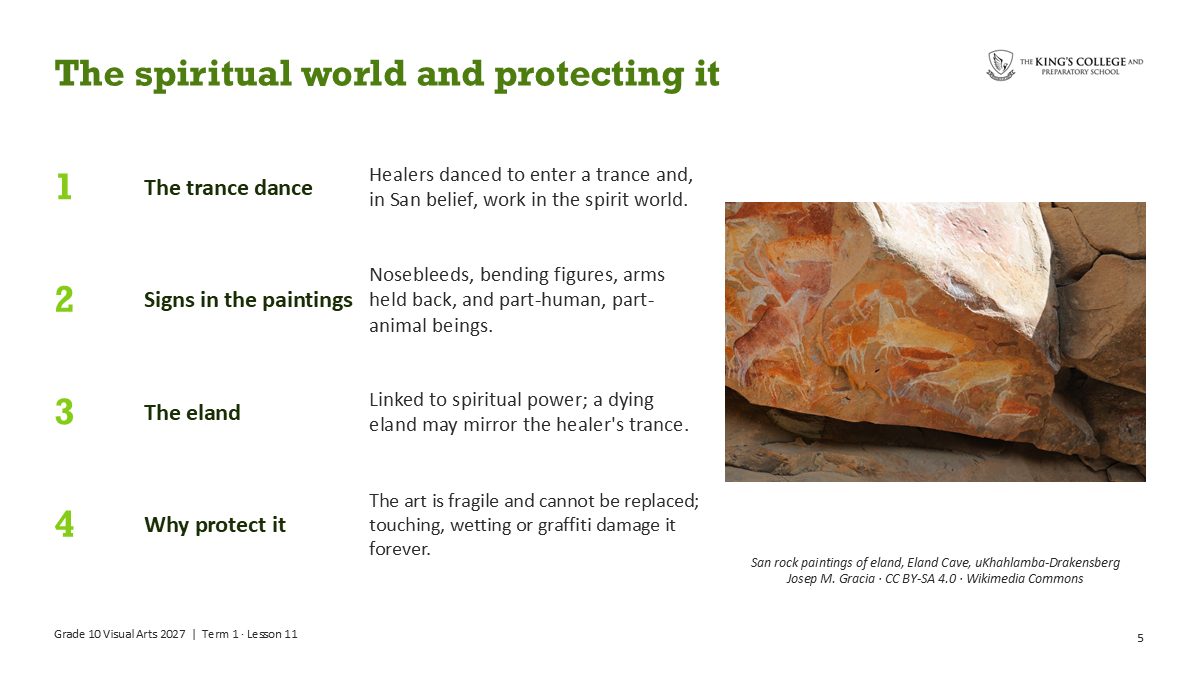 The spiritual world and protecting it
THE KING'S COLLEGE AND
PREPARATORY SCHOOL
1
The trance dance
Healers danced to enter a trance and,
in San belief, work in the spirit world.
2
Signs in the paintings
Nosebleeds, bending figures, arms
held back, and part-human, part-
animal beings.
3
The eland
Linked to spiritual power; a dying
eland may mirror the healer's trance.
4
Why protect it
The art is fragile and cannot be replaced;
touching, wetting or graffiti damage it
forever.
San rock paintings of eland, Eland Cave, uKhahlamba-Drakensberg
Josep M. Gracia · CC BY-SA 4.0 · Wikimedia Commons
Grade 10 Visual Arts 2027 | Term 1 · Lesson 11
5